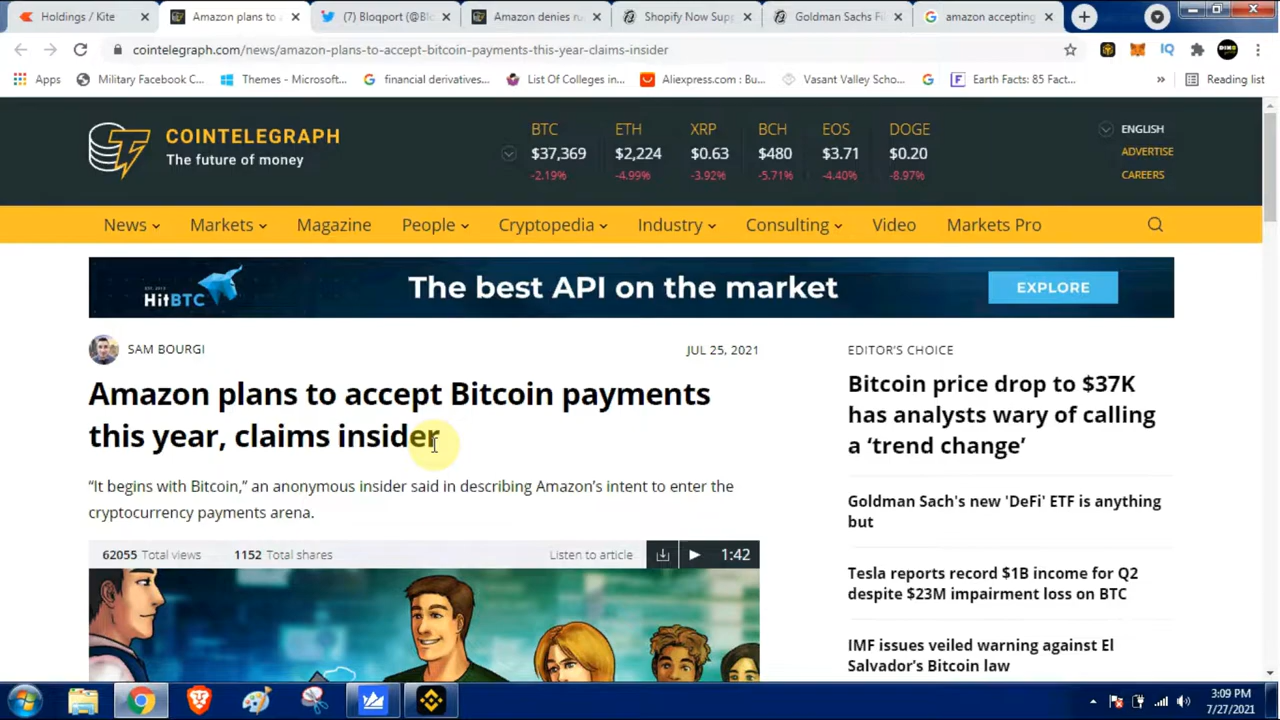 Holdings / Kite
Amazon plans to a
(7) Bloqport (@Blo
Amazon denies ru
Shopify Now Supp
Goldman Sachs Fi
amazon accepting
cointelegraph.com/news/amazon-plans-to-accept-bitcoin-payments-this-year-claims-insider
IQ
Apps
Military Facebook C...
Themes - Microsoft...
financial derivatives...
List Of Colleges in...
Aliexpress.com : Bu...
Vasant Valley Scho...
Earth Facts: 85 Fact...
»
Reading list
COINTELEGRAPH
The future of money
BTC ETH XRP BCH EOS DOGE
$37,369 $2,224 $0.63 $480 $3.71 $0.20
-2.19% -4.99% -3.92% -5.71% -4.40% -8.97%
ENGLISH
ADVERTISE
CAREERS
News Markets Magazine People Cryptopedia Industry Consulting Video Markets Pro
HitBTC
The best API on the market
EXPLORE
SAM BOURGI
JUL 25, 2021
Amazon plans to accept Bitcoin payments
this year, claims insider
“It begins with Bitcoin,” an anonymous insider said in describing Amazon’s intent to enter the
cryptocurrency payments arena.
62055 Total views 1152 Total shares
Listen to article
1:42
EDITOR’S CHOICE
Bitcoin price drop to $37K
has analysts wary of calling
a ‘trend change’
Goldman Sach's new 'DeFi' ETF is anything
but
Tesla reports record $1B income for Q2
despite $23M impairment loss on BTC
IMF issues veiled warning against El
Salvador’s Bitcoin law
3:09 PM
7/27/2021